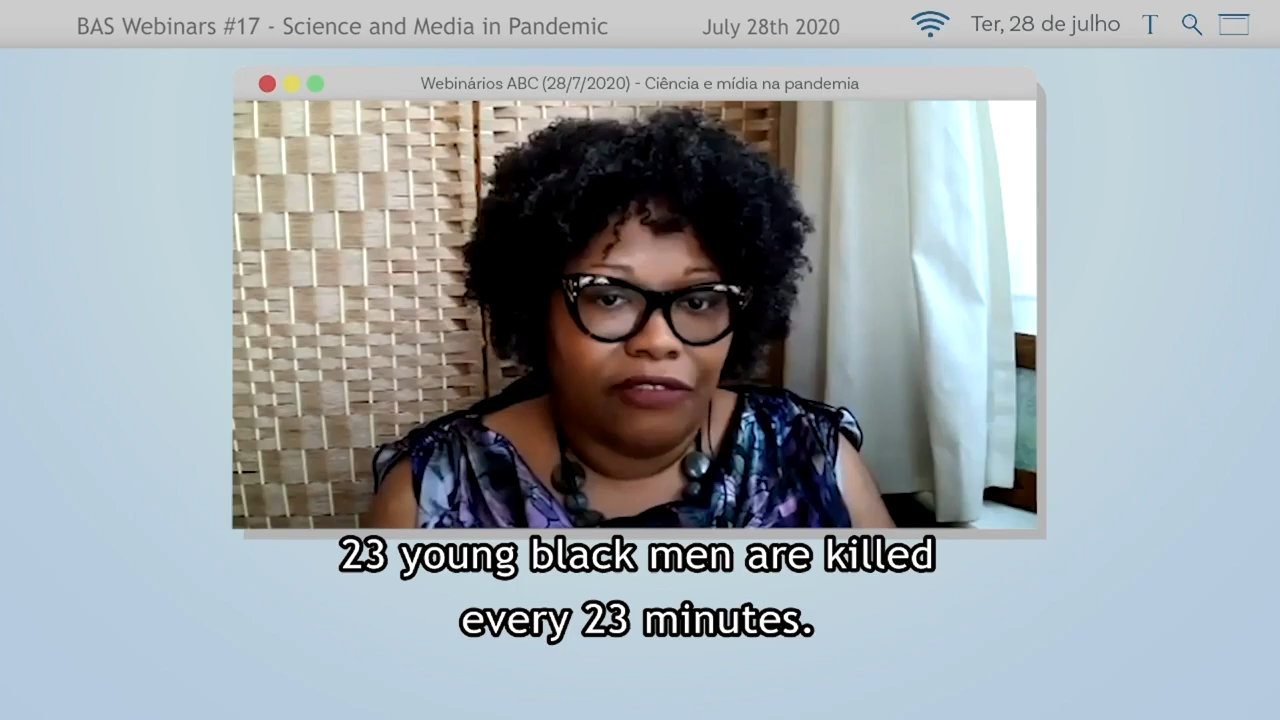 BAS Webinars #17 - Science and Media in Pandemic
July 28th 2020
Ter, 28 de julho
T
Webinários ABC (28/7/2020) - Ciência e mídia na pandemia
23 young black men are killed
every 23 minutes.